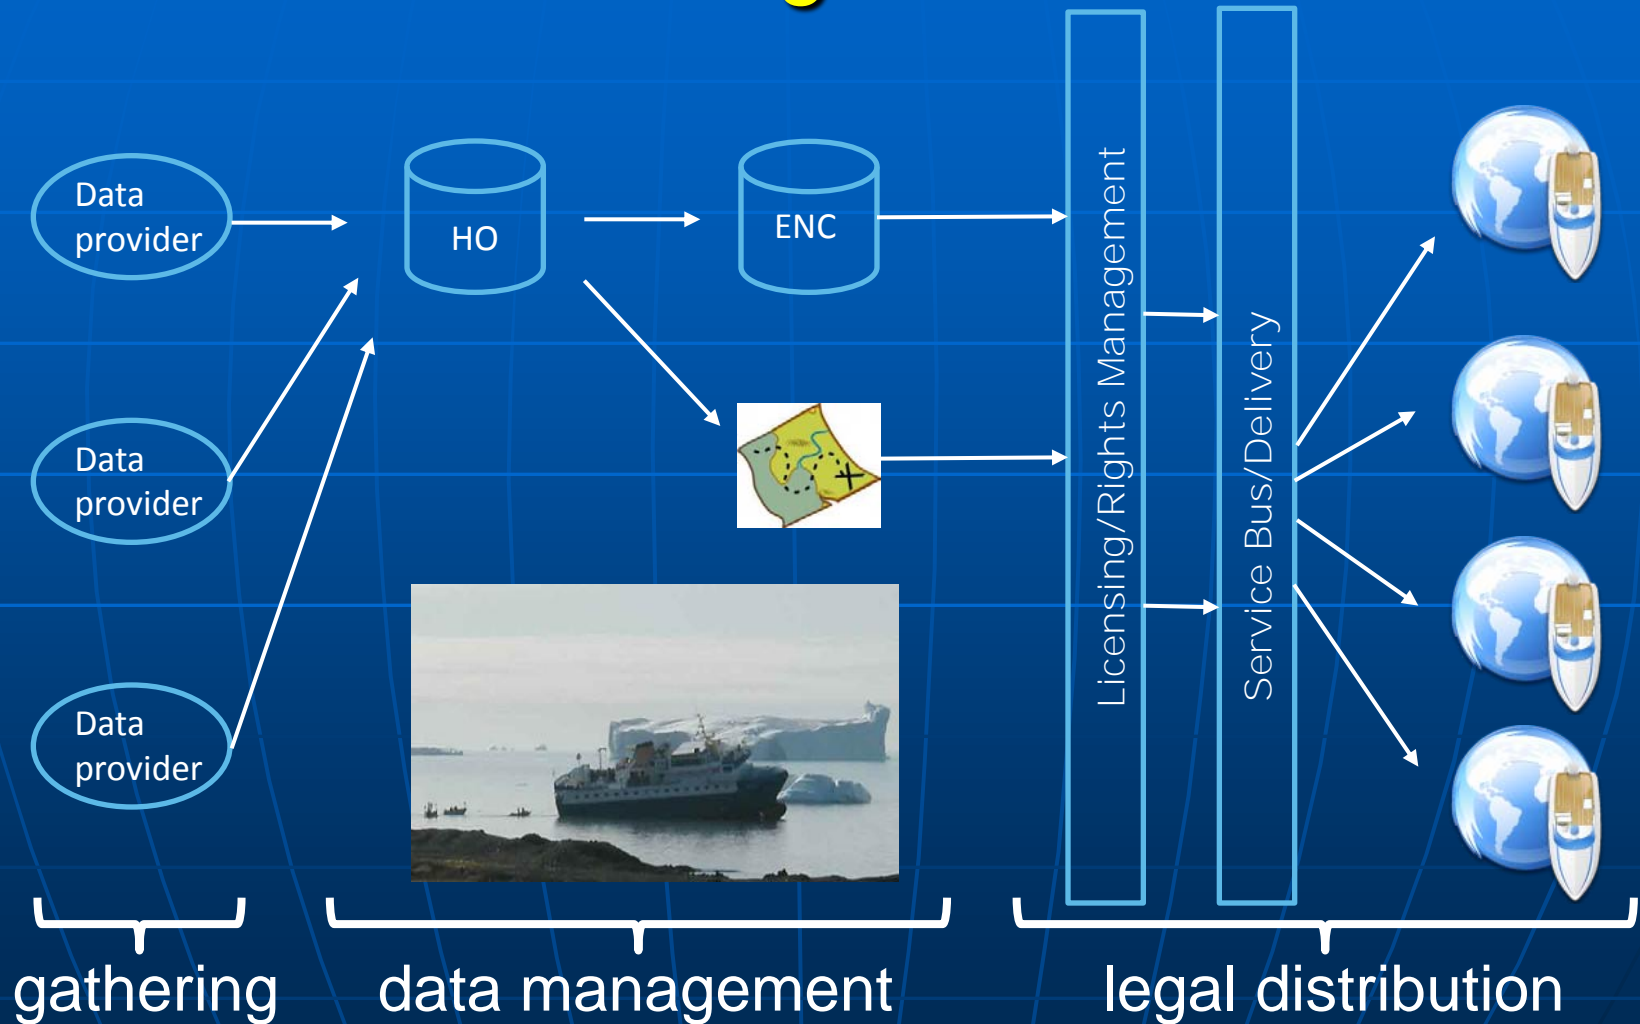 Data
provider
HO
ENC
Data
provider
Data
provider
Licensing/Rights Management
Service Bus/Delivery
gathering
data management
legal distribution